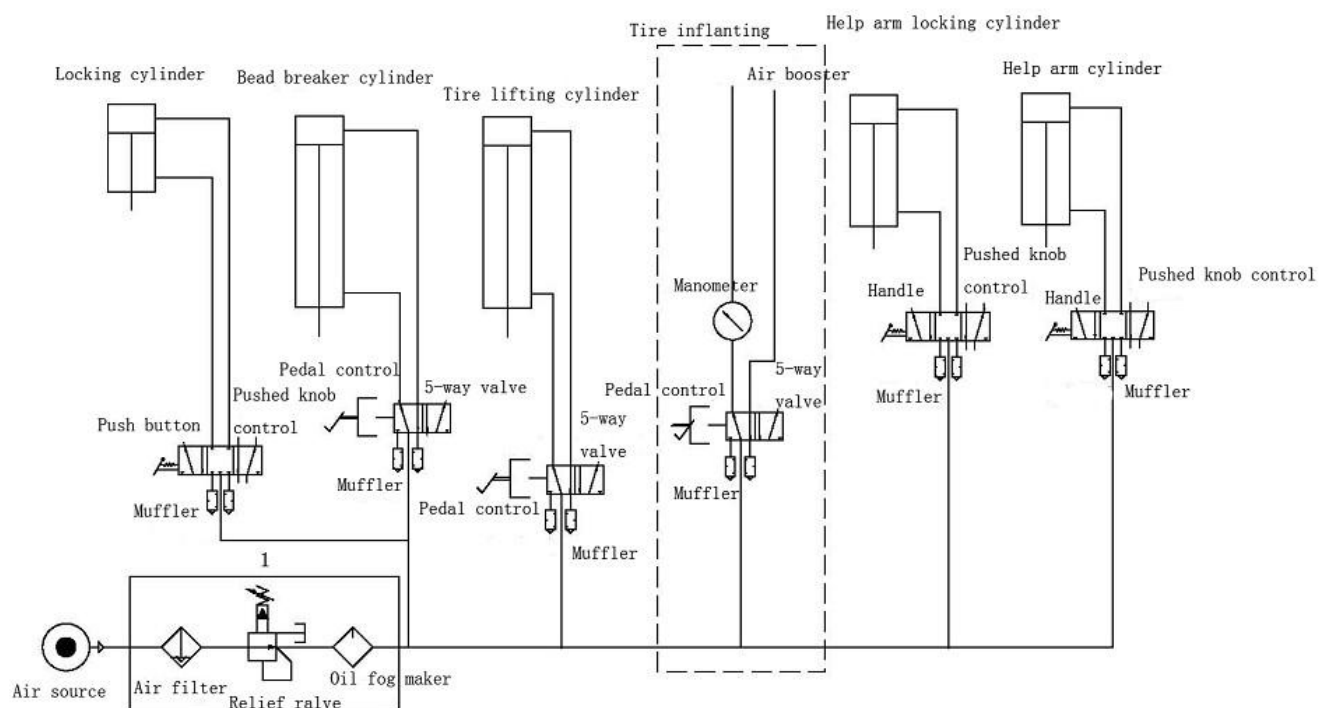 Tire inflanting
Help arm locking cylinder
Locking cylinder
Bead breaker cylinder
Tire lifting cylinder
Air booster
Help arm cylinder
Manometer
Handle
Pushed knob
control
Handle
Pushed knob control
Muffler
Muffler
Pedal control
Pushed knob
5-way valve
Push button
control
Muffler
Muffler
5-way
valve
Pedal control
Muffler
Pedal control
5-way
valve
Muffler
1
Air source
Air filter
Relief ralve
Oil fog maker